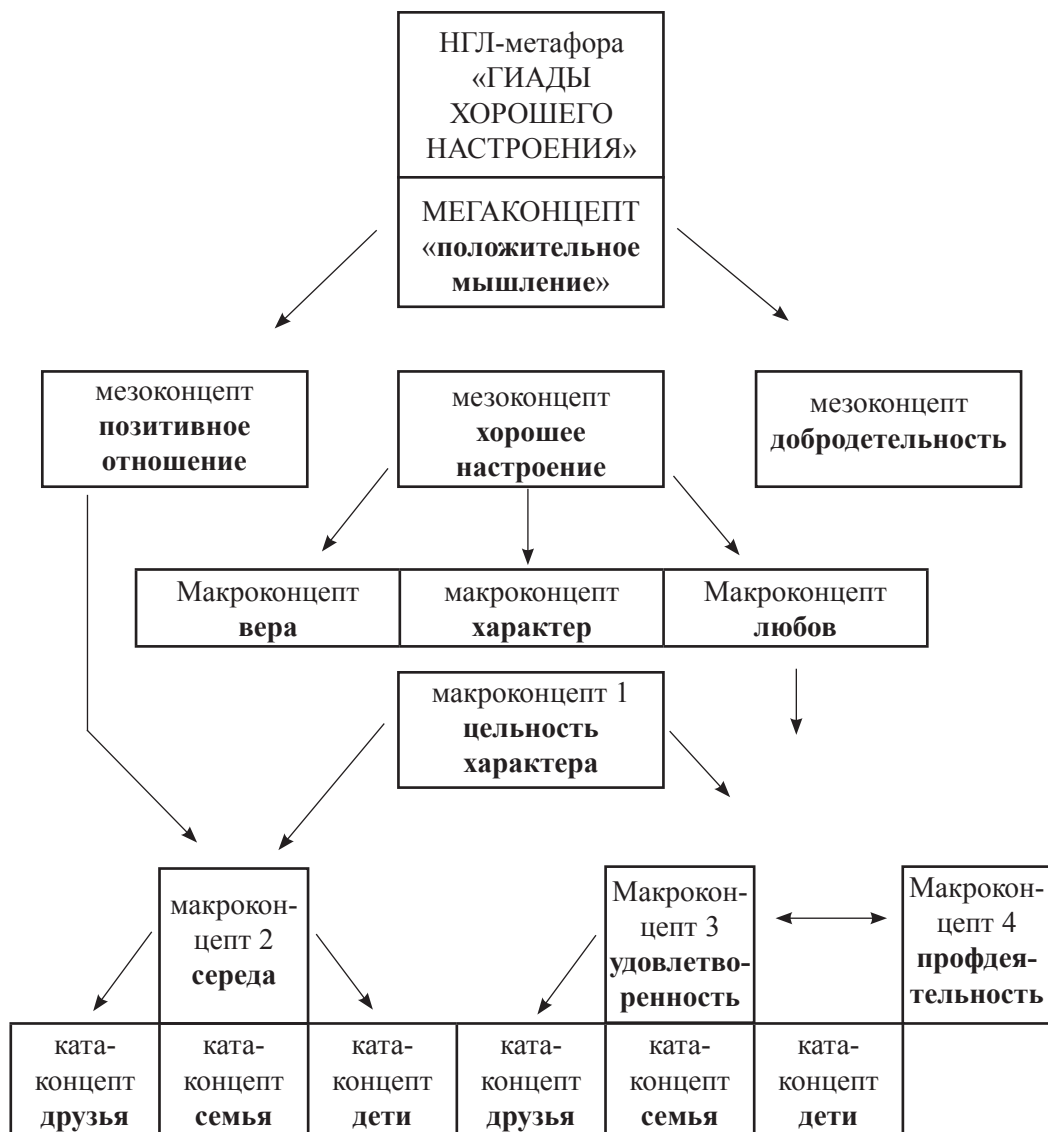 НГЛ-метафора
«ГИАДЫ
ХОРОШЕГО
НАСТРОЕНИЯ»
МЕГАКОНЦЕПТ
«положительное
мышление»
мезоконцепт
позитивное
отношение
мезоконцепт
хорошее
настроение
мезоконцепт
добродетельность
Макроконцепт
вера
макроконцепт
характер
Макроконцепт
любов
макроконцепт 1
цельность
характера
макрокон-
цепт 2
середа
Макрокон-
цепт 3
удовлетво-
ренность
Макрокон-
цепт 4
профдея-
тельность
ката-
концепт
друзья
ката-
концепт
семья
ката-
концепт
дети
ката-
концепт
друзья
ката-
концепт
семья
ката-
концепт
дети